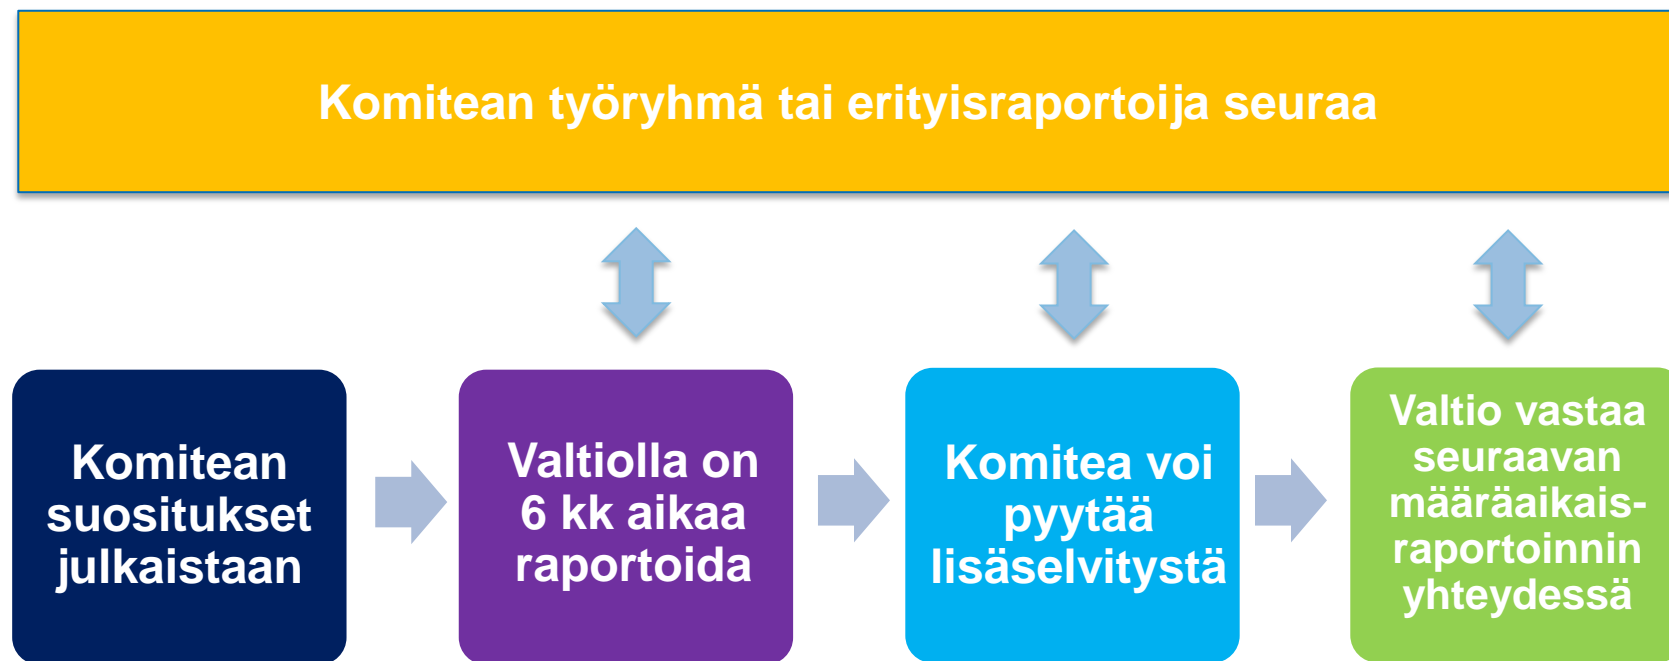 Komitean työryhmä tai erityisraportoija seuraa
Komitean
suositukset
julkaistaan
Valtiolla on
6 kk aikaa
raportoida
Komitea voi
pyytää
lisäselvitystä
Valtio vastaa
seuraavan
määräaikais-
raportoinnin
yhteydessä